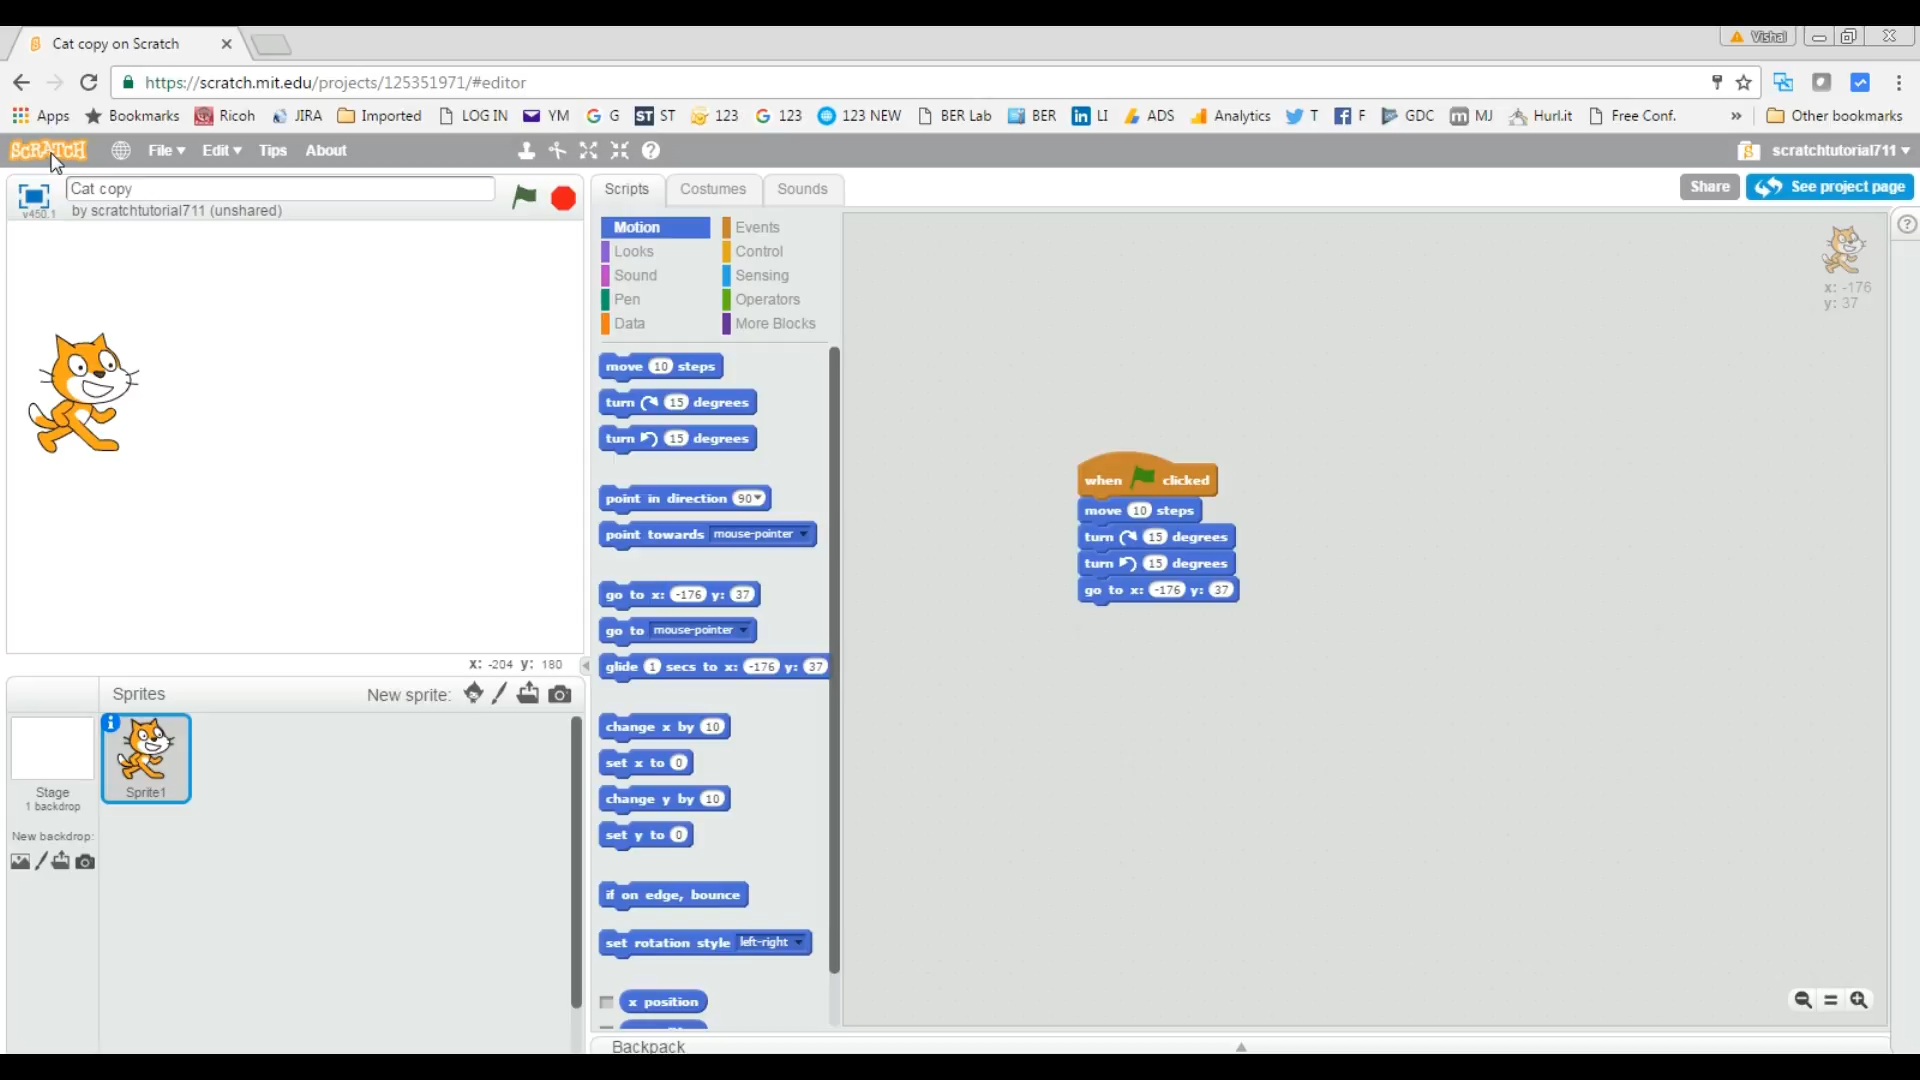 Cat copy on Scratch
Vishal
https://scratch.mit.edu/projects/125351971/#editor
Apps Bookmarks Ricoh JIRA Imported LOG IN YM G G ST ST 123 G 123 123 NEW BER Lab BER in LI ADS Analytics T F GDC m MJ Hurl.it Free Conf. » Other bookmarks
SCRATCH File Edit Tips About scratchtutorial711
Cat copy
by scratchtutorial711 (unshared)
v450.1
Scripts Costumes Sounds
Share See project page
Motion Events
Looks Control
Sound Sensing
Pen Operators
Data More Blocks
x: -176
y: 37
move 10 steps
turn 15 degrees
turn 15 degrees
point in direction 90
point towards mouse-pointer
go to x: -176 y: 37
go to mouse-pointer
glide 1 secs to x: -176 y: 37
change x by 10
set x to 0
change y by 10
set y to 0
if on edge, bounce
set rotation style left-right
x position
when clicked
move 10 steps
turn 15 degrees
turn 15 degrees
go to x: -176 y: 37
x: -204 y: 180
Sprites New sprite:
Sprite1
Stage
1 backdrop
New backdrop:
Backpack